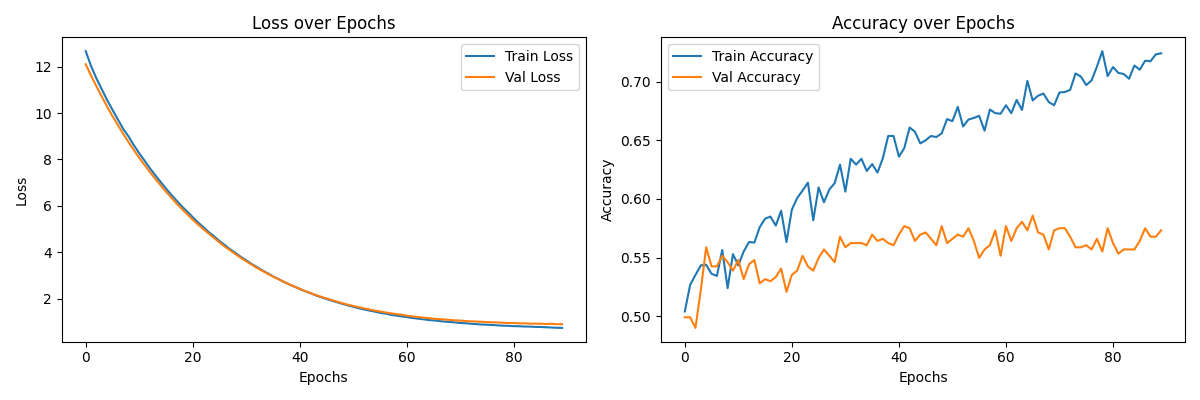 Loss over Epochs
Train Loss
Val Loss
12
10
8
6
4
2
0
20
40
60
80
Loss
Epochs
Accuracy over Epochs
Train Accuracy
Val Accuracy
0.70
0.65
0.60
0.55
0.50
0
20
40
60
80
Accuracy
Epochs